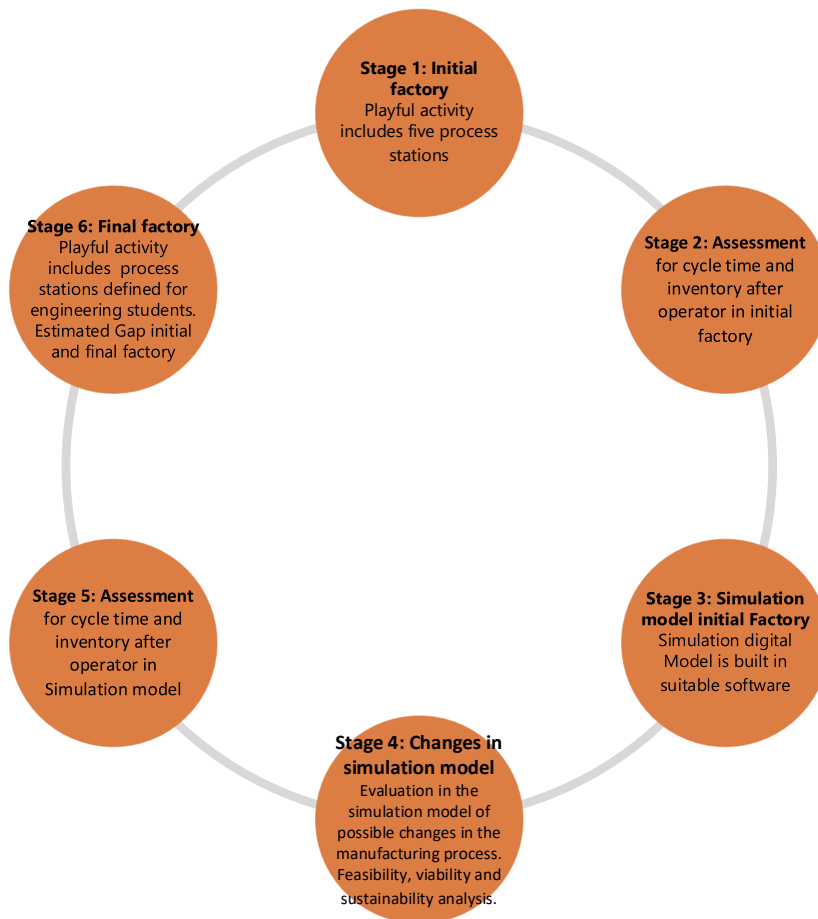 Stage 1: Initial
factory
Playful activity
includes five process
stations
Stage 2: Assessment
for cycle time and
inventory after
operator in initial
factory
Stage 3: Simulation
model initial Factory
Simulation digital
Model is built in
suitable software
Stage 4: Changes in
simulation model
Evaluation in the
simulation model of
possible changes in the
manufacturing process.
Feasibility, viability and
sustainability analysis.
Stage 5: Assessment
for cycle time and
inventory after
operator in
Simulation model
Stage 6: Final factory
Playful activity
includes process
stations defined for
engineering students.
Estimated Gap initial
and final factory